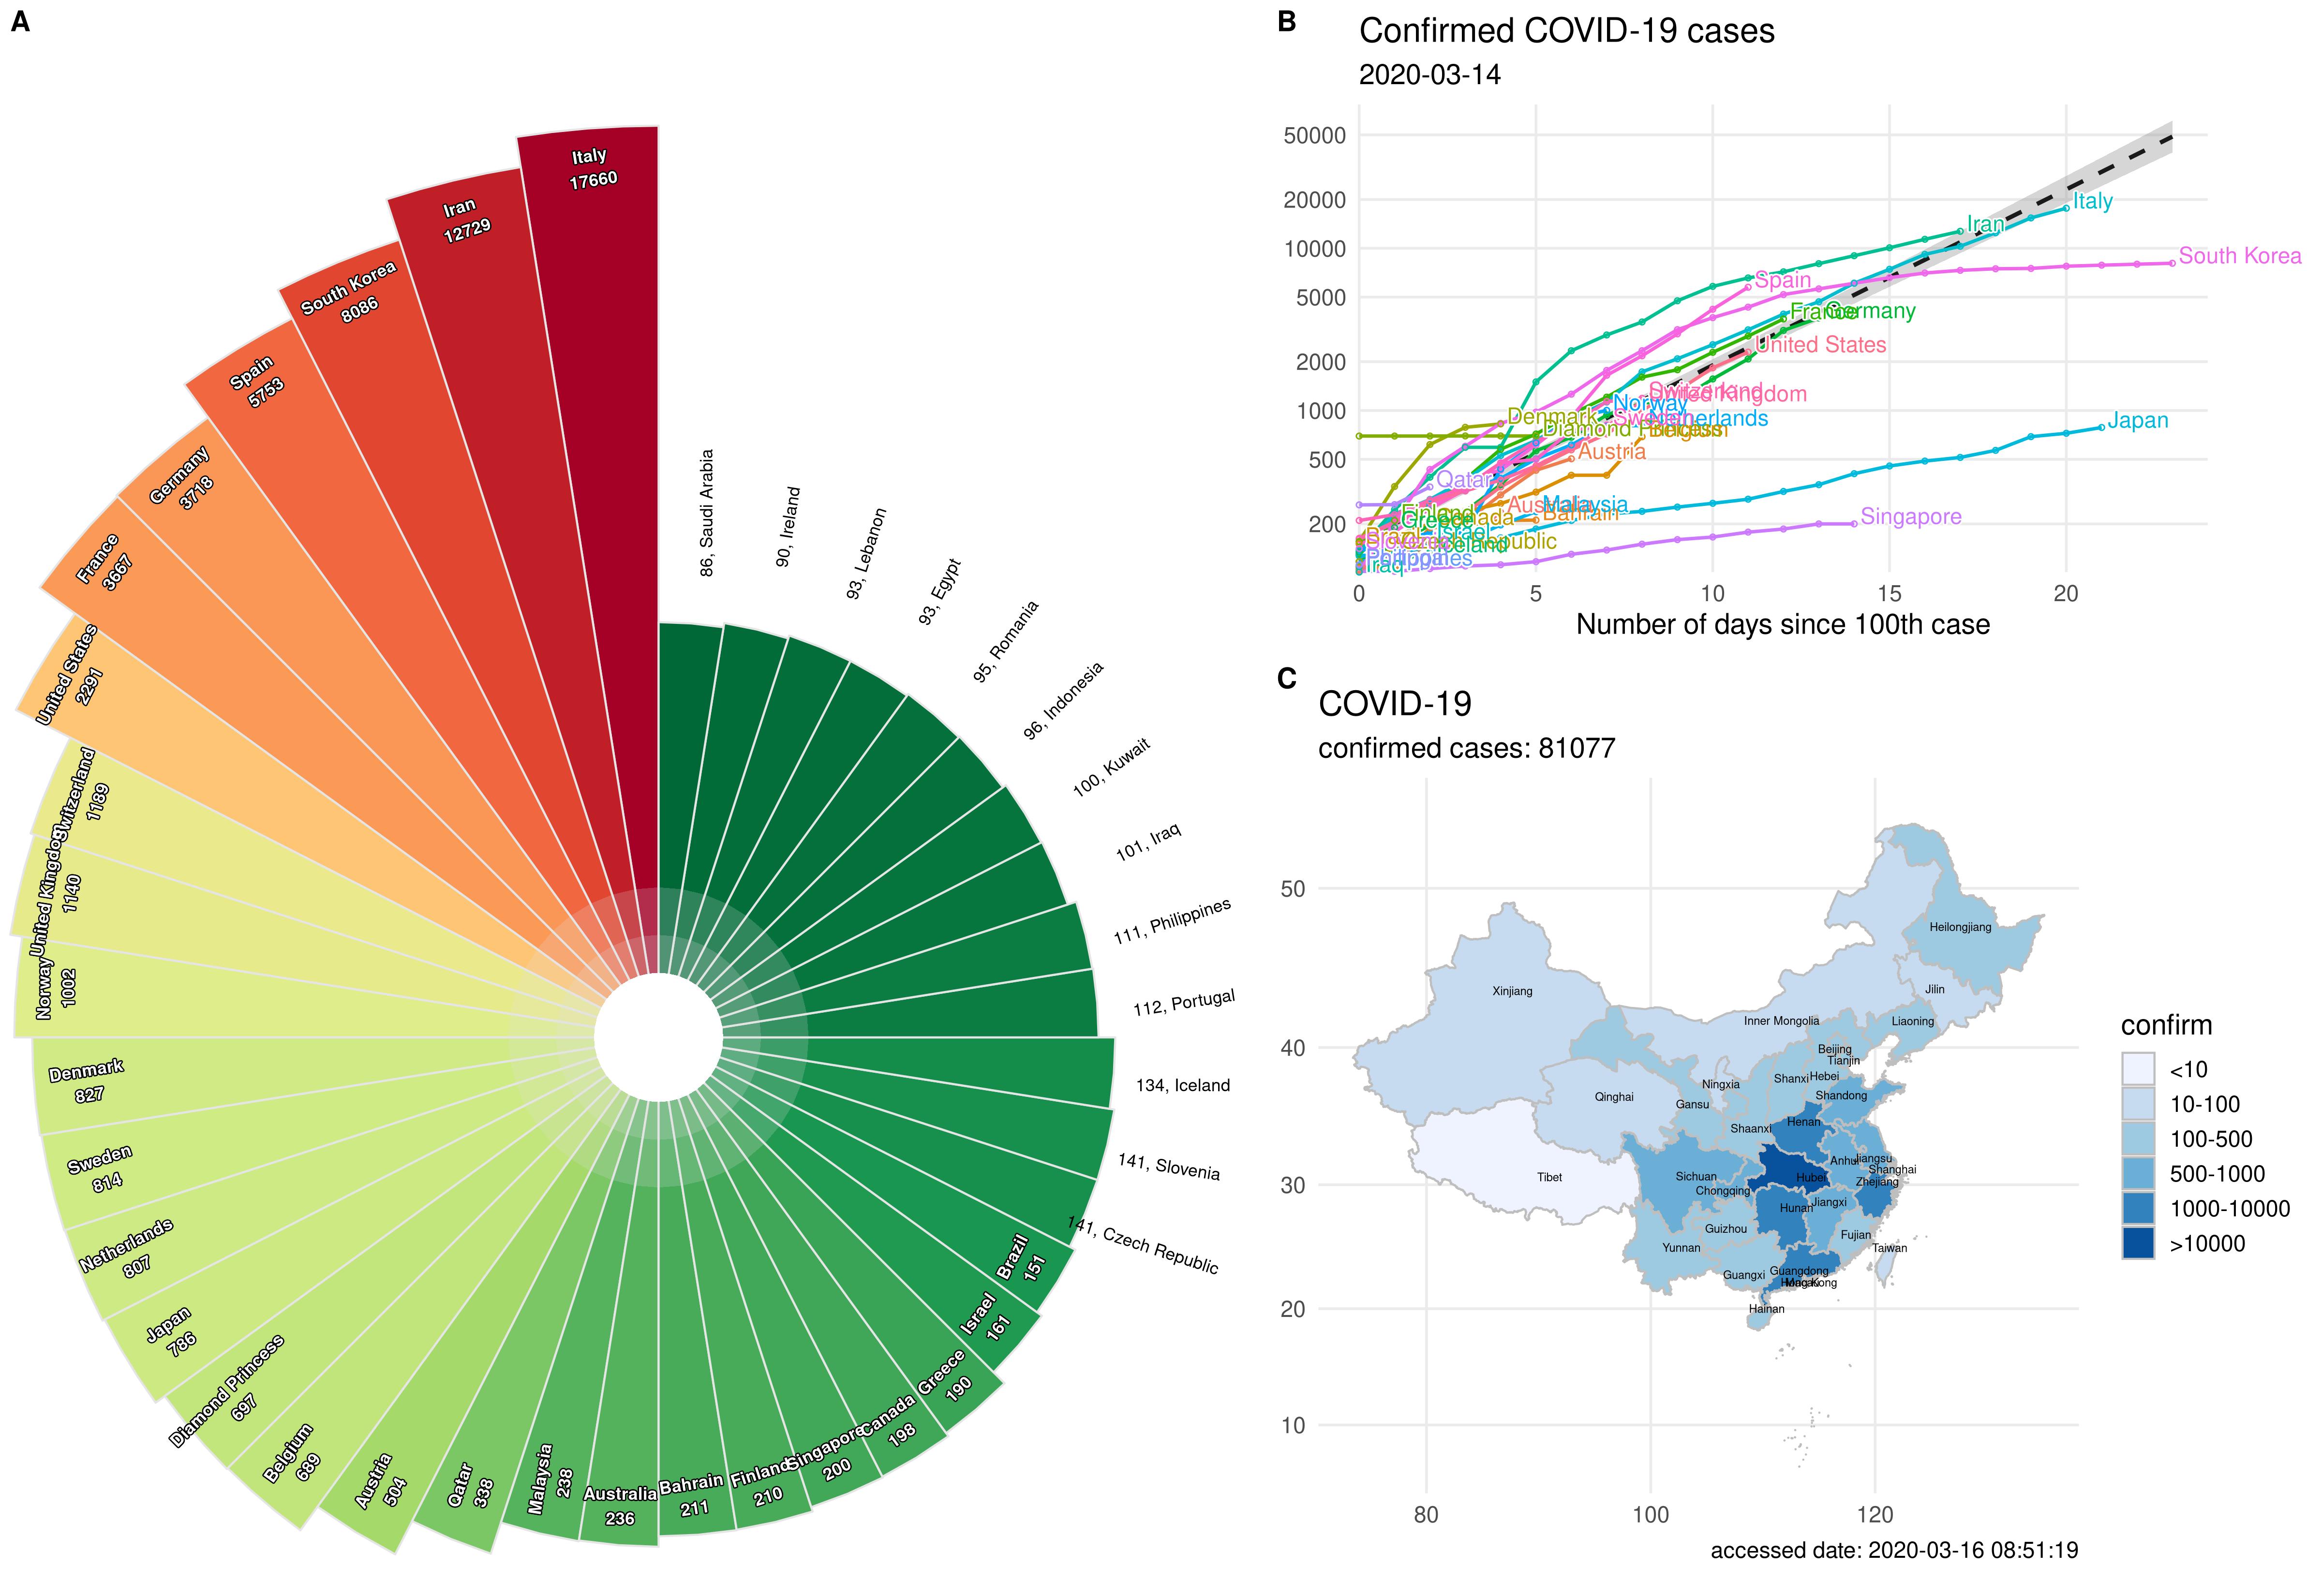 A
Italy
17660
Iran
12729
South Korea
8086
Spain
5753
Germany
3718
France
3667
United States
2291
Switzerland
1189
United Kingdom
1140
Norway
1002
Denmark
827
Sweden
814
Netherlands
807
Japan
786
Diamond Princess
697
Belgium
689
Austria
504
Qatar
338
Malaysia
238
Australia
236
Bahrain
211
Finland
210
Singapore
200
Canada
198
Greece
190
Israel
161
Brazil
151
141, Czech Republic
141, Slovenia
134, Iceland
112, Portugal
111, Philippines
101, Iraq
100, Kuwait
96, Indonesia
95, Romania
93, Egypt
93, Lebanon
90, Ireland
86, Saudi Arabia
B
Confirmed COVID-19 cases
2020-03-14
50000
20000
10000
5000
2000
1000
500
200
Italy
Iran
South Korea
Spain
France
Germany
United States
Switzerland
United Kingdom
Norway
Denmark
Sweden
Netherlands
Japan
Diamond Princess
Belgium
Austria
Qatar
Australia
Malaysia
Bahrain
Finland
Canada
Greece
Singapore
Israel
Brazil
Czech Republic
Iceland
Philippines
Iraq
0 5 10 15 20
Number of days since 100th case
C
COVID-19
confirmed cases: 81077
50
40
30
20
10
Heilongjiang
Xinjiang
Jilin
Inner Mongolia
Liaoning
Beijing
Tianjin
Hebei
Shanxi
Ningxia
Shandong
Qinghai
Gansu
Henan
Shaanxi
Jiangsu
Anhui
Shanghai
Tibet
Sichuan
Hubei
Zhejiang
Chongqing
Jiangxi
Hunan
Guizhou
Fujian
Yunnan
Taiwan
Guangxi
Guangdong
Hong Kong
Macau
Hainan
80 100 120
confirm
<10
10-100
100-500
500-1000
1000-10000
>10000
accessed date: 2020-03-16 08:51:19